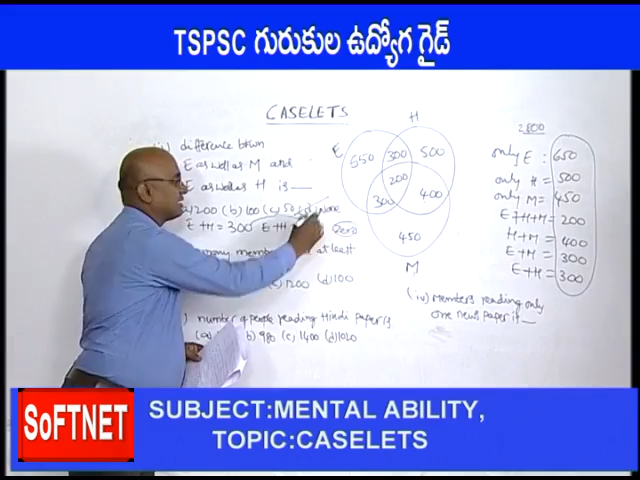 TSPSC గురుకుల ఉద్యోగ గైడ్
CASELETS
difference btwn
E as well as M and
E as well as H is
200 (b) 100 (c) 50 (d) None
E+M = 300 E+H
Zero
at least
1200 (d) 100
number of people reading Hindi paper is
(a) b) 980 (c) 1400 (d) 1020
H
E
M
650
300
500
200
300
400
450
2800
only E = 650
only H = 500
only M = 450
E+H+M = 200
H+M = 400
E+M = 300
E+H = 300
(iv) Members reading only
one news paper is
SoFTNET
SUBJECT:MENTAL ABILITY,
TOPIC:CASELETS